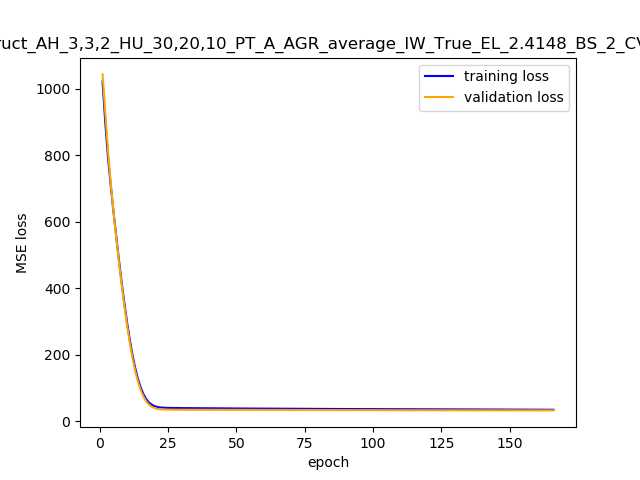 ruct_AH_3,3,2_HU_30,20,10_PT_A_AGR_average_IW_True_EL_2.4148_BS_2_CV
training loss
validation loss
1000
800
600
400
200
0
MSE loss
0 25 50 75 100 125 150
epoch